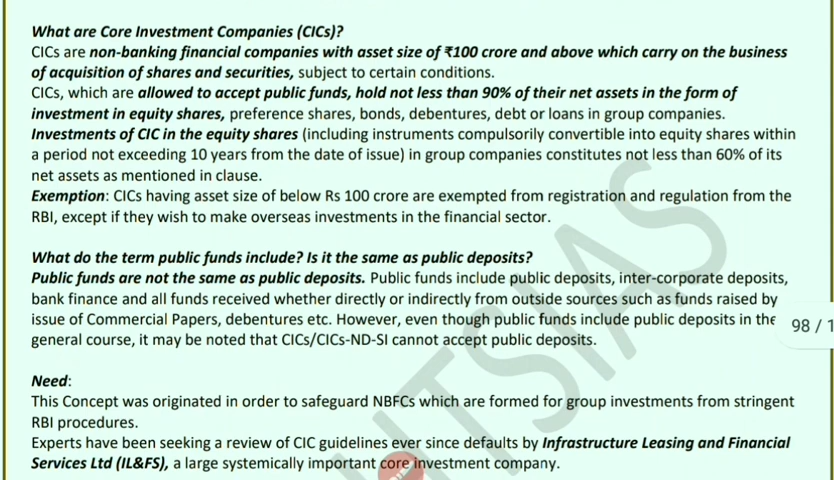 What are Core Investment Companies (CICs)?
CICs are non-banking financial companies with asset size of ₹100 crore and above which carry on the business
of acquisition of shares and securities, subject to certain conditions.
CICs, which are allowed to accept public funds, hold not less than 90% of their net assets in the form of
investment in equity shares, preference shares, bonds, debentures, debt or loans in group companies.
Investments of CIC in the equity shares (including instruments compulsorily convertible into equity shares within
a period not exceeding 10 years from the date of issue) in group companies constitutes not less than 60% of its
net assets as mentioned in clause.
Exemption: CICs having asset size of below Rs 100 crore are exempted from registration and regulation from the
RBI, except if they wish to make overseas investments in the financial sector.
What do the term public funds include? Is it the same as public deposits?
Public funds are not the same as public deposits. Public funds include public deposits, inter-corporate deposits,
bank finance and all funds received whether directly or indirectly from outside sources such as funds raised by
issue of Commercial Papers, debentures etc. However, even though public funds include public deposits in the
98 / 1
general course, it may be noted that CICs/CICs-ND-SI cannot accept public deposits.
Need:
This Concept was originated in order to safeguard NBFCs which are formed for group investments from stringent
RBI procedures.
Experts have been seeking a review of CIC guidelines ever since defaults by Infrastructure Leasing and Financial
Services Ltd (IL&FS), a large systemically important core investment company.